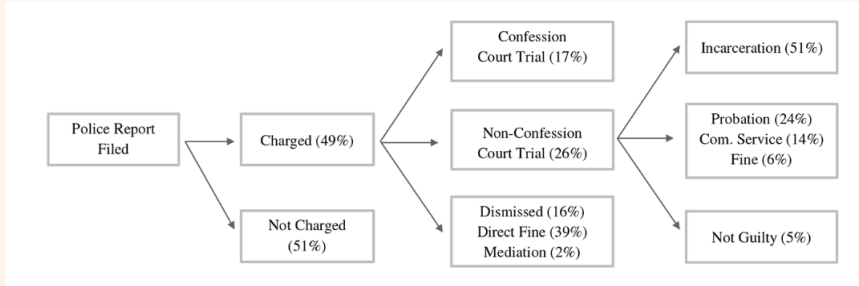 Police Report
Filed
Charged (49%)
Not Charged
(51%)
Confession
Court Trial (17%)
Non-Confession
Court Trial (26%)
Dismissed (16%)
Direct Fine (39%)
Mediation (2%)
Incarceration (51%)
Probation (24%)
Com. Service (14%)
Fine (6%)
Not Guilty (5%)